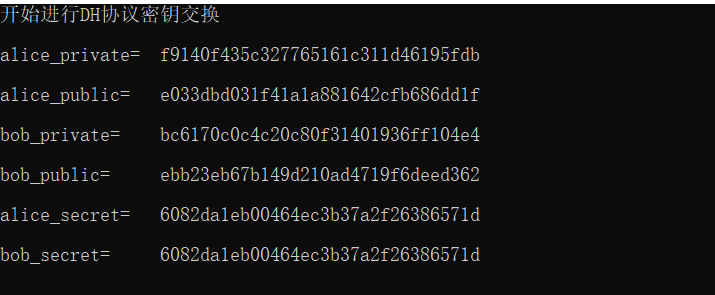 开始进行DH协议密钥交换
alice_private= f9140f435c327765161c311d46195fdb
alice_public= e033dbd031f41a1a881642cfb686dd1f
bob_private= bc6170c0c4c20c80f31401936ff104e4
bob_public= ebb23eb67b149d210ad4719f6deed362
alice_secret= 6082da1eb00464ec3b37a2f26386571d
bob_secret= 6082da1eb00464ec3b37a2f26386571d